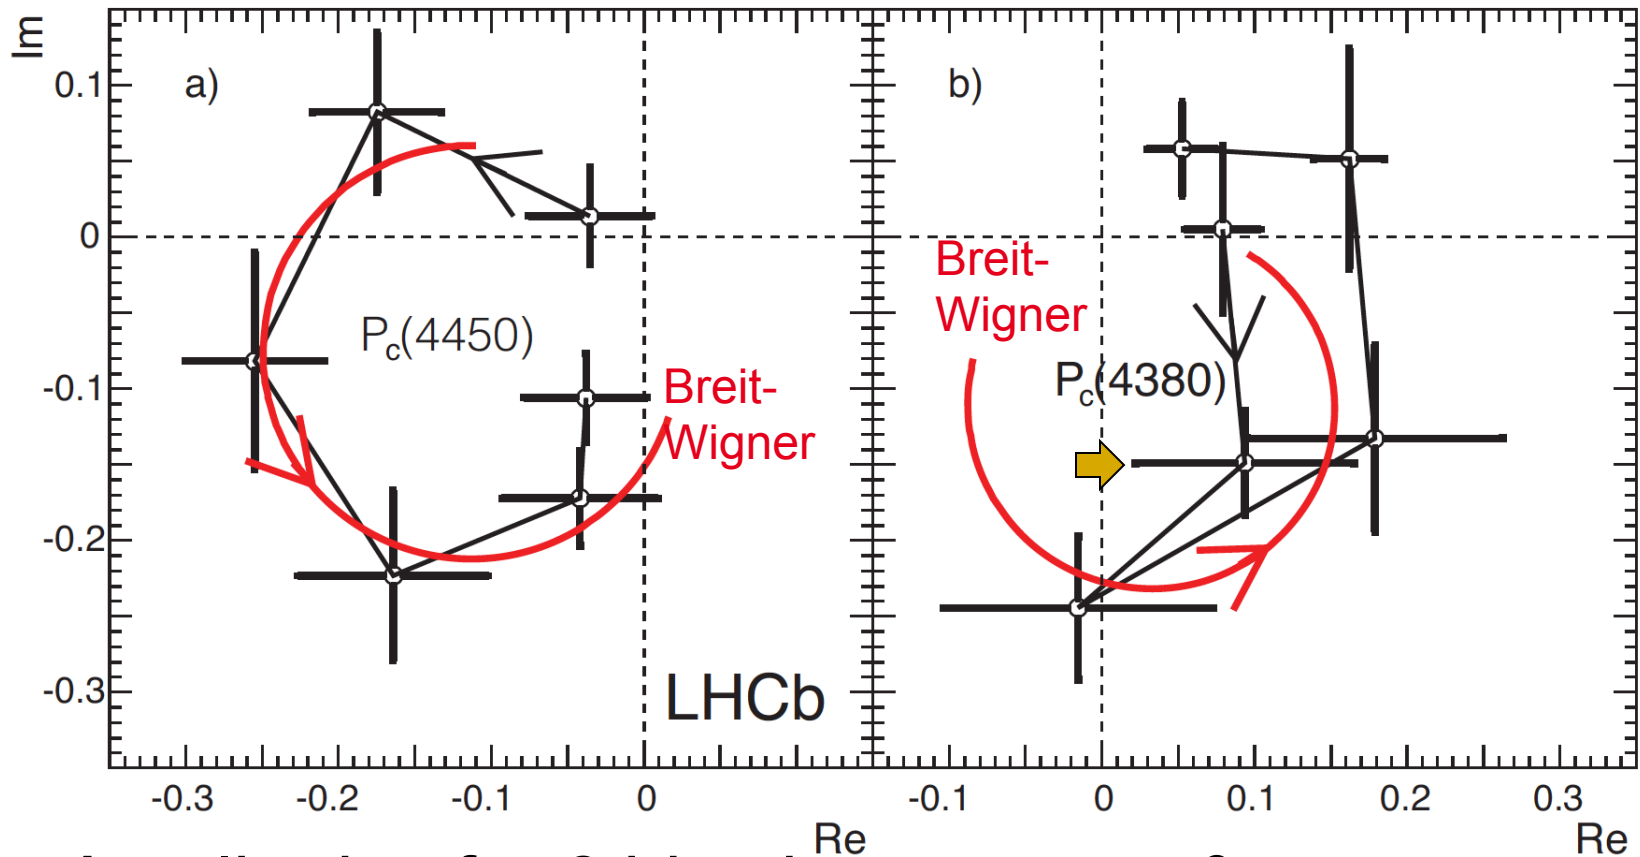 Im
a)
b)
0.1
0
-0.1
-0.2
-0.3
P_c(4450)
Breit-
Wigner
LHCb
Breit-
Wigner
P_c(4380)
-0.3
-0.2
-0.1
0
-0.1
0
0.1
0.2
0.3
Re
Re